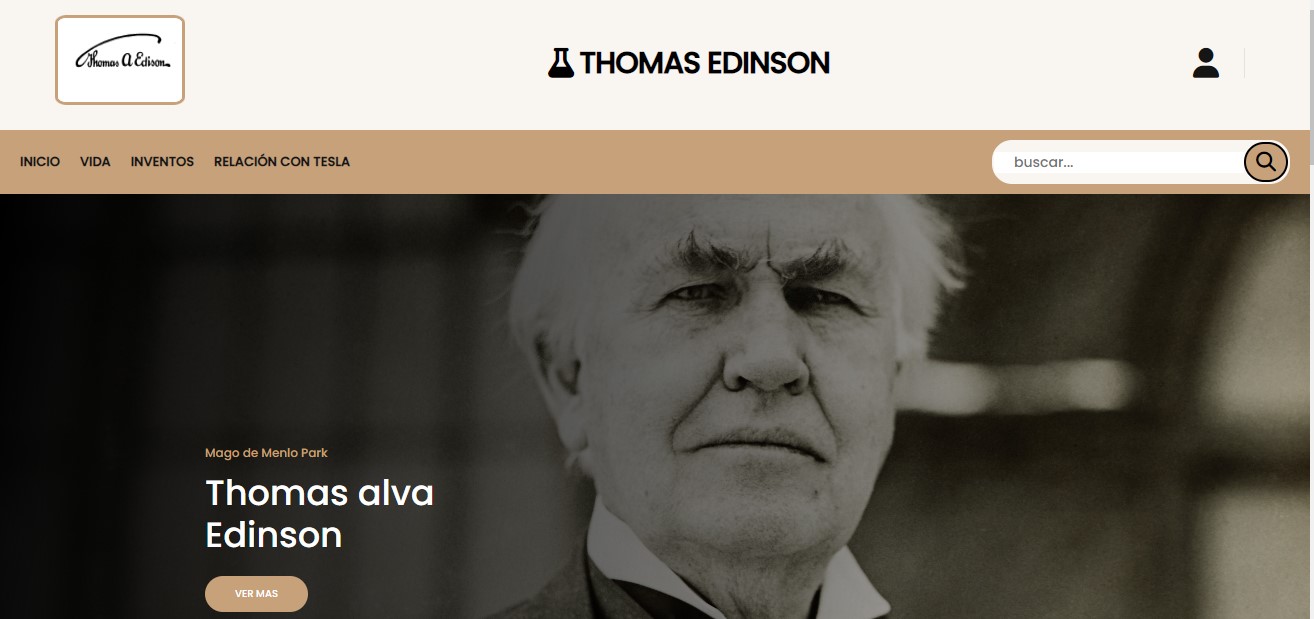 Thomas A Edison
THOMAS EDINSON
INICIO VIDA INVENTOS RELACIÓN CON TESLA
buscar...
Mago de Menlo Park
Thomas alva
Edinson
VER MAS